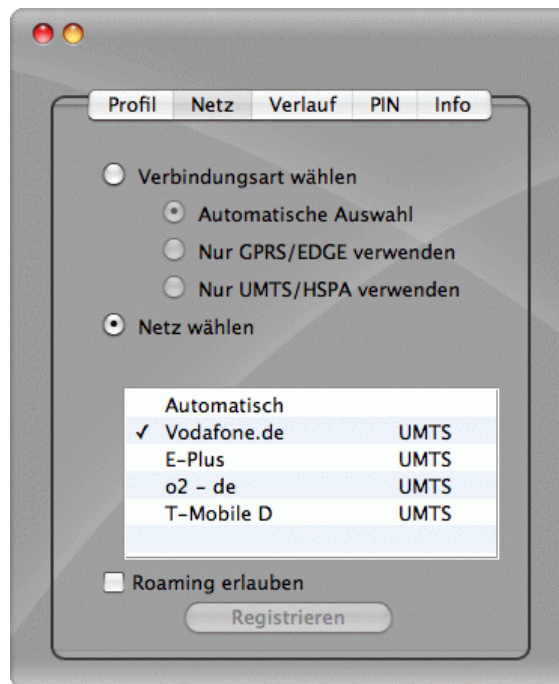 Profil Netz Verlauf PIN Info
Verbindungsart wählen
Automatische Auswahl
Nur GPRS/EDGE verwenden
Nur UMTS/HSPA verwenden
Netz wählen
Automatisch
✓ Vodafone.de UMTS
E-Plus UMTS
o2 - de UMTS
T-Mobile D UMTS
Roaming erlauben
Registrieren